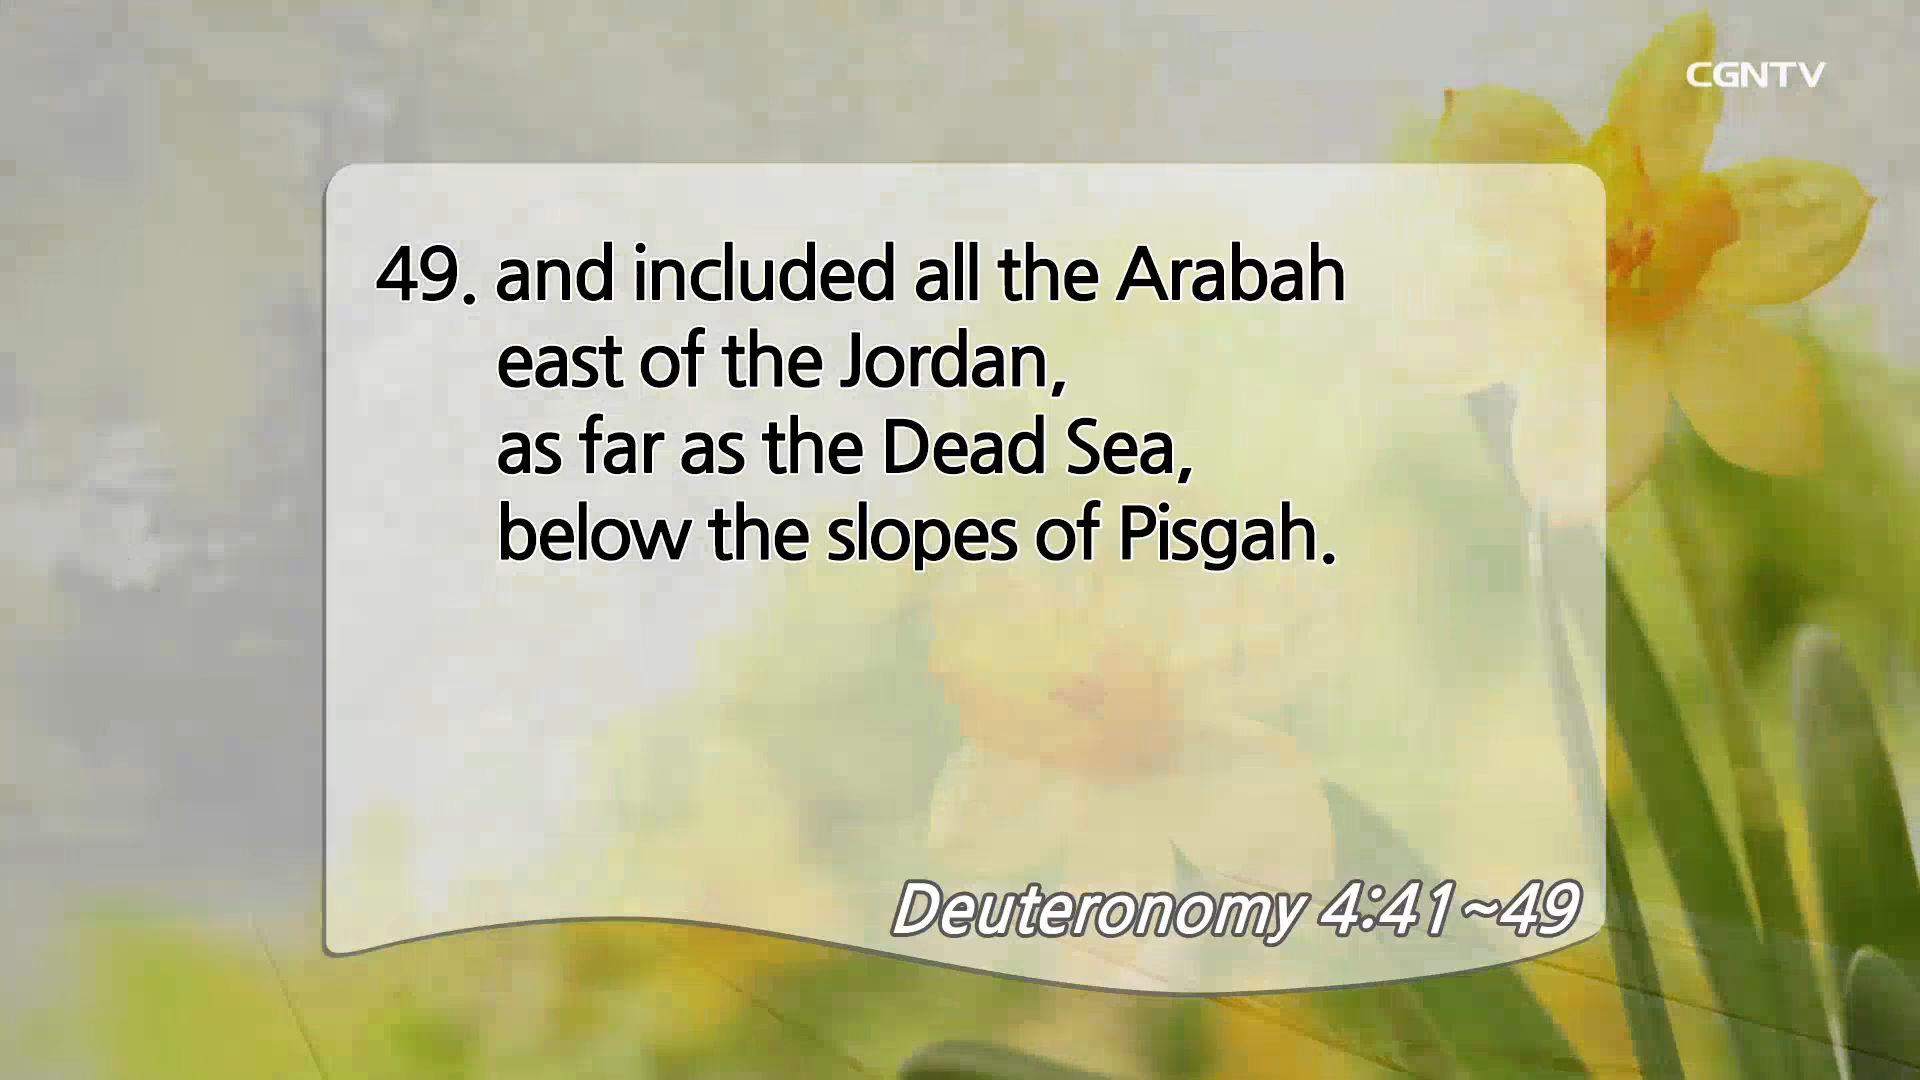 CGNTV
49. and included all the Arabah
east of the Jordan,
as far as the Dead Sea,
below the slopes of Pisgah.
Deuteronomy 4:41~49